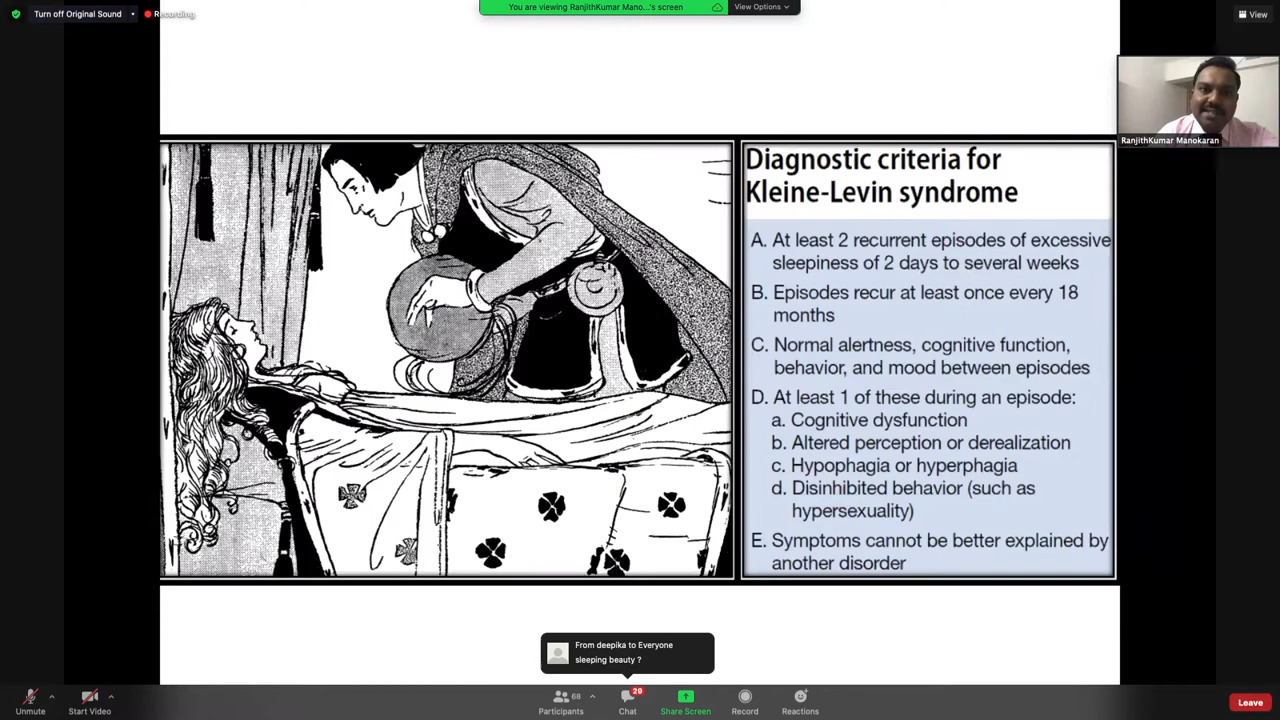 Turn off Original Sound
Recording
You are viewing RanjithKumar Mano...'s screen
View Options
View
RanjithKumar Manokaran
Diagnostic criteria for
Kleine-Levin syndrome
A. At least 2 recurrent episodes of excessive
sleepiness of 2 days to several weeks
B. Episodes recur at least once every 18
months
C. Normal alertness, cognitive function,
behavior, and mood between episodes
D. At least 1 of these during an episode:
a. Cognitive dysfunction
b. Altered perception or derealization
c. Hypophagia or hyperphagia
d. Disinhibited behavior (such as
hypersexuality)
E. Symptoms cannot be better explained by
another disorder
From deepika to Everyone
sleeping beauty ?
Unmute
Start Video
68
Participants
29
Chat
Share Screen
Record
Reactions
Leave